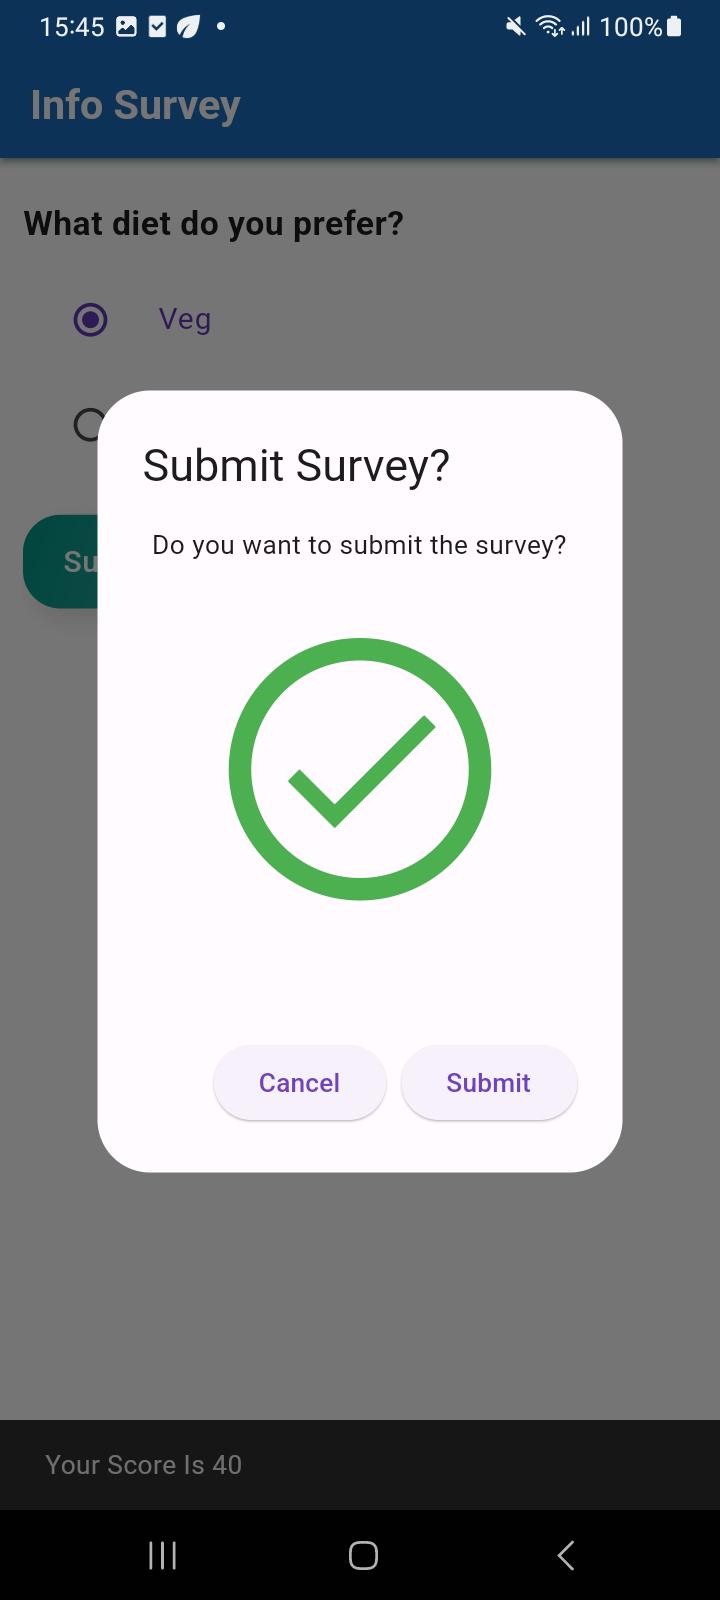 15:45 100%
Info Survey
What diet do you prefer?
Veg
Submit Survey?
Do you want to submit the survey?
Su
Cancel Submit
Your Score Is 40